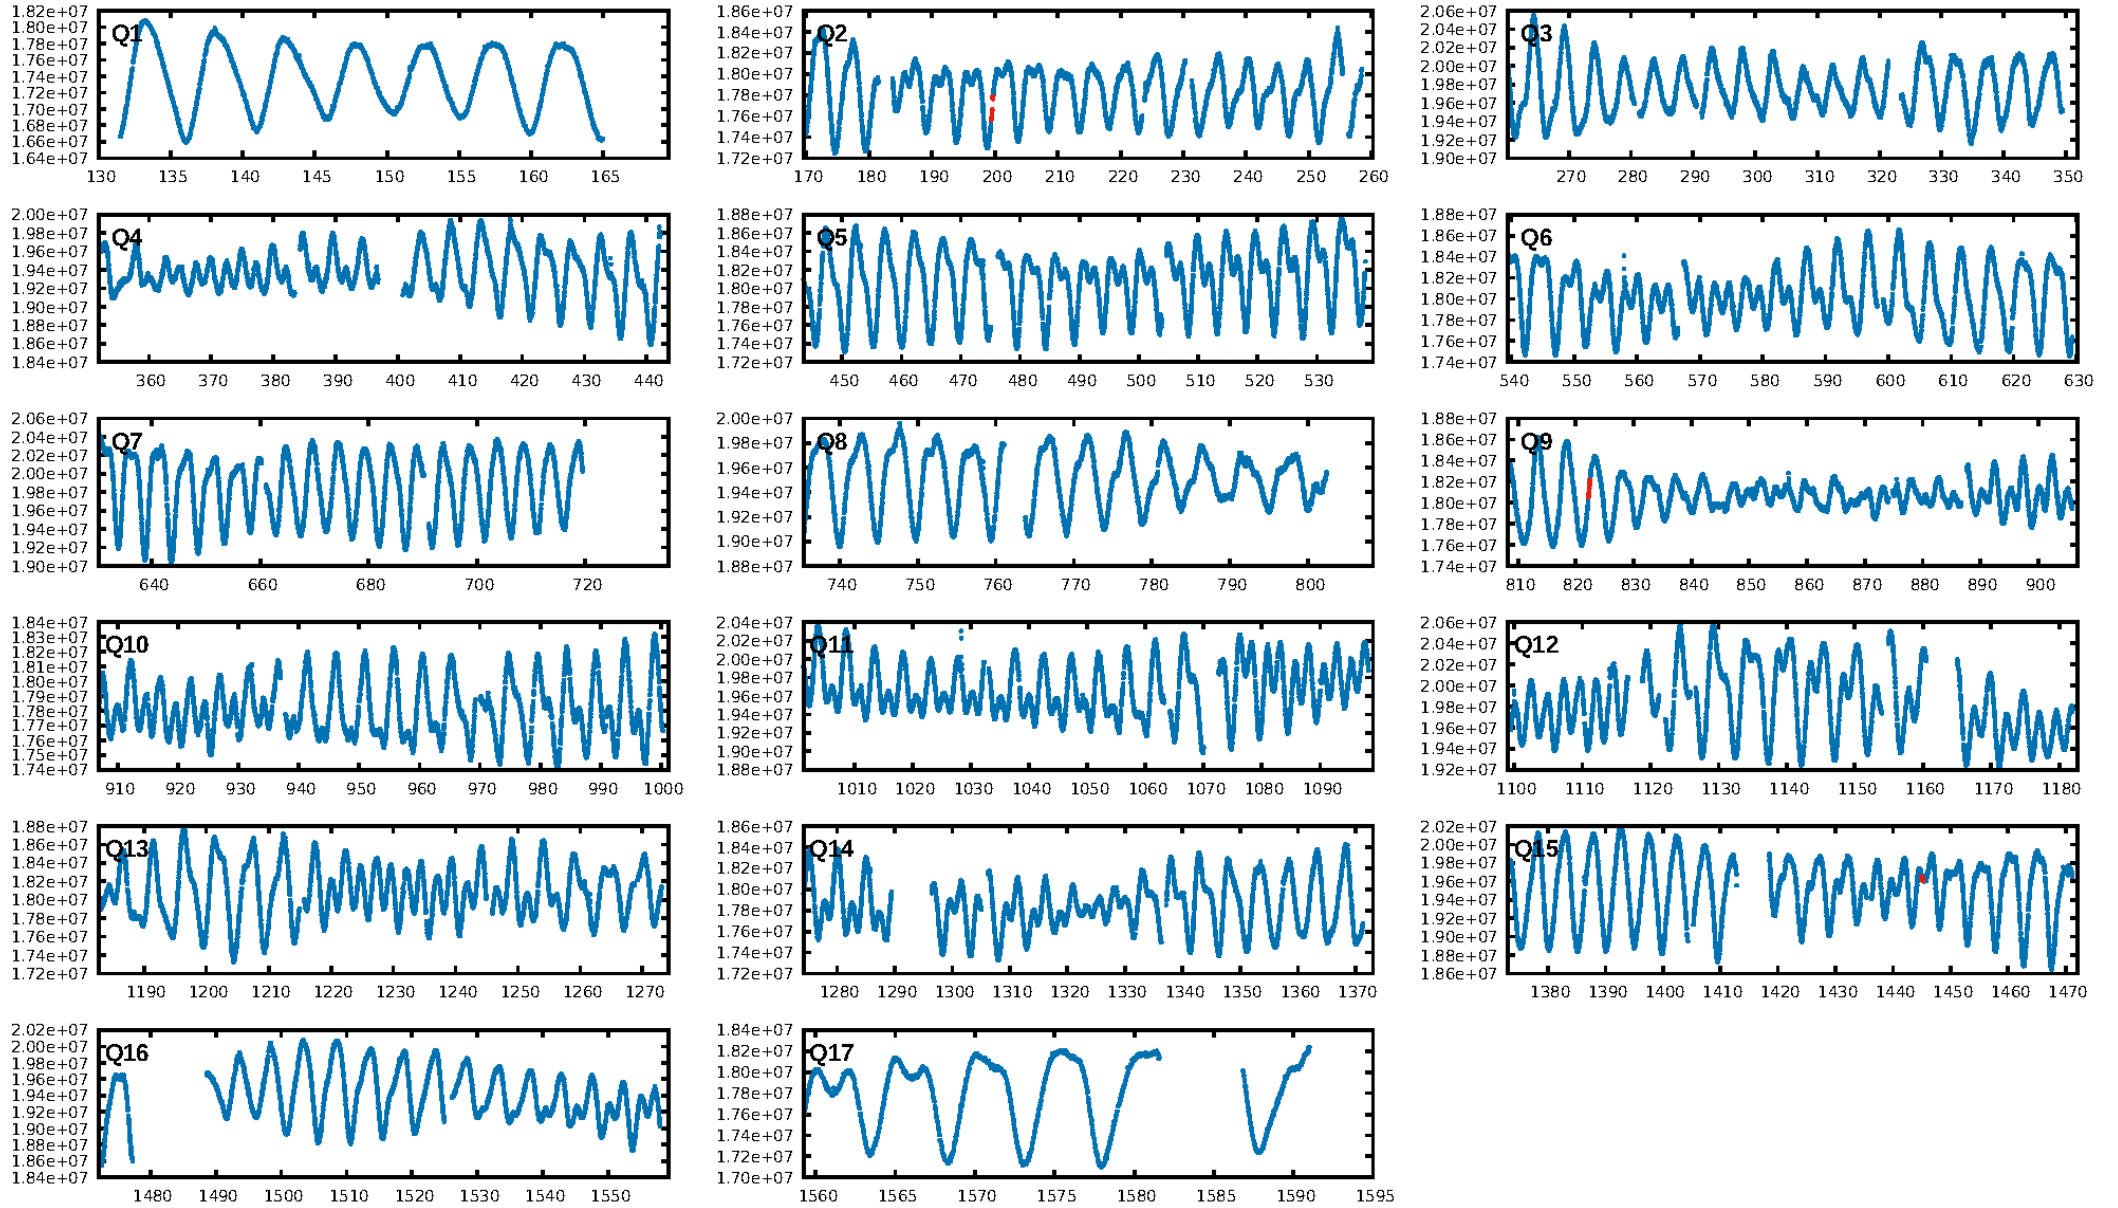 Q1
1.82e+07
1.80e+07
1.78e+07
1.76e+07
1.74e+07
1.72e+07
1.70e+07
1.68e+07
1.66e+07
1.64e+07
130 135 140 145 150 155 160 165
Q2
1.86e+07
1.84e+07
1.82e+07
1.80e+07
1.78e+07
1.76e+07
1.74e+07
1.72e+07
170 180 190 200 210 220 230 240 250 260
Q3
2.06e+07
2.04e+07
2.02e+07
2.00e+07
1.98e+07
1.96e+07
1.94e+07
1.92e+07
1.90e+07
270 280 290 300 310 320 330 340 350
Q4
2.00e+07
1.98e+07
1.96e+07
1.94e+07
1.92e+07
1.90e+07
1.88e+07
1.86e+07
1.84e+07
360 370 380 390 400 410 420 430 440
Q5
1.88e+07
1.86e+07
1.84e+07
1.82e+07
1.80e+07
1.78e+07
1.76e+07
1.74e+07
1.72e+07
450 460 470 480 490 500 510 520 530
Q6
1.88e+07
1.86e+07
1.84e+07
1.82e+07
1.80e+07
1.78e+07
1.76e+07
1.74e+07
540 550 560 570 580 590 600 610 620 630
Q7
2.06e+07
2.04e+07
2.02e+07
2.00e+07
1.98e+07
1.96e+07
1.94e+07
1.92e+07
1.90e+07
640 660 680 700 720
Q8
2.00e+07
1.98e+07
1.96e+07
1.94e+07
1.92e+07
1.90e+07
1.88e+07
740 750 760 770 780 790 800
Q9
1.88e+07
1.86e+07
1.84e+07
1.82e+07
1.80e+07
1.78e+07
1.76e+07
1.74e+07
810 820 830 840 850 860 870 880 890 900
Q10
1.84e+07
1.83e+07
1.82e+07
1.81e+07
1.80e+07
1.79e+07
1.78e+07
1.77e+07
1.76e+07
1.75e+07
1.74e+07
910 920 930 940 950 960 970 980 990 1000
Q11
2.04e+07
2.02e+07
2.00e+07
1.98e+07
1.96e+07
1.94e+07
1.92e+07
1.90e+07
1.88e+07
1010 1020 1030 1040 1050 1060 1070 1080 1090
Q12
2.06e+07
2.04e+07
2.02e+07
2.00e+07
1.98e+07
1.96e+07
1.94e+07
1.92e+07
1100 1110 1120 1130 1140 1150 1160 1170 1180
Q13
1.88e+07
1.86e+07
1.84e+07
1.82e+07
1.80e+07
1.78e+07
1.76e+07
1.74e+07
1.72e+07
1190 1200 1210 1220 1230 1240 1250 1260 1270
Q14
1.86e+07
1.84e+07
1.82e+07
1.80e+07
1.78e+07
1.76e+07
1.74e+07
1.72e+07
1280 1290 1300 1310 1320 1330 1340 1350 1360 1370
Q15
2.02e+07
2.00e+07
1.98e+07
1.96e+07
1.94e+07
1.92e+07
1.90e+07
1.88e+07
1.86e+07
1380 1390 1400 1410 1420 1430 1440 1450 1460 1470
Q16
2.02e+07
2.00e+07
1.98e+07
1.96e+07
1.94e+07
1.92e+07
1.90e+07
1.88e+07
1.86e+07
1.84e+07
1480 1490 1500 1510 1520 1530 1540 1550
Q17
1.84e+07
1.82e+07
1.80e+07
1.78e+07
1.76e+07
1.74e+07
1.72e+07
1.70e+07
1560 1565 1570 1575 1580 1585 1590 1595